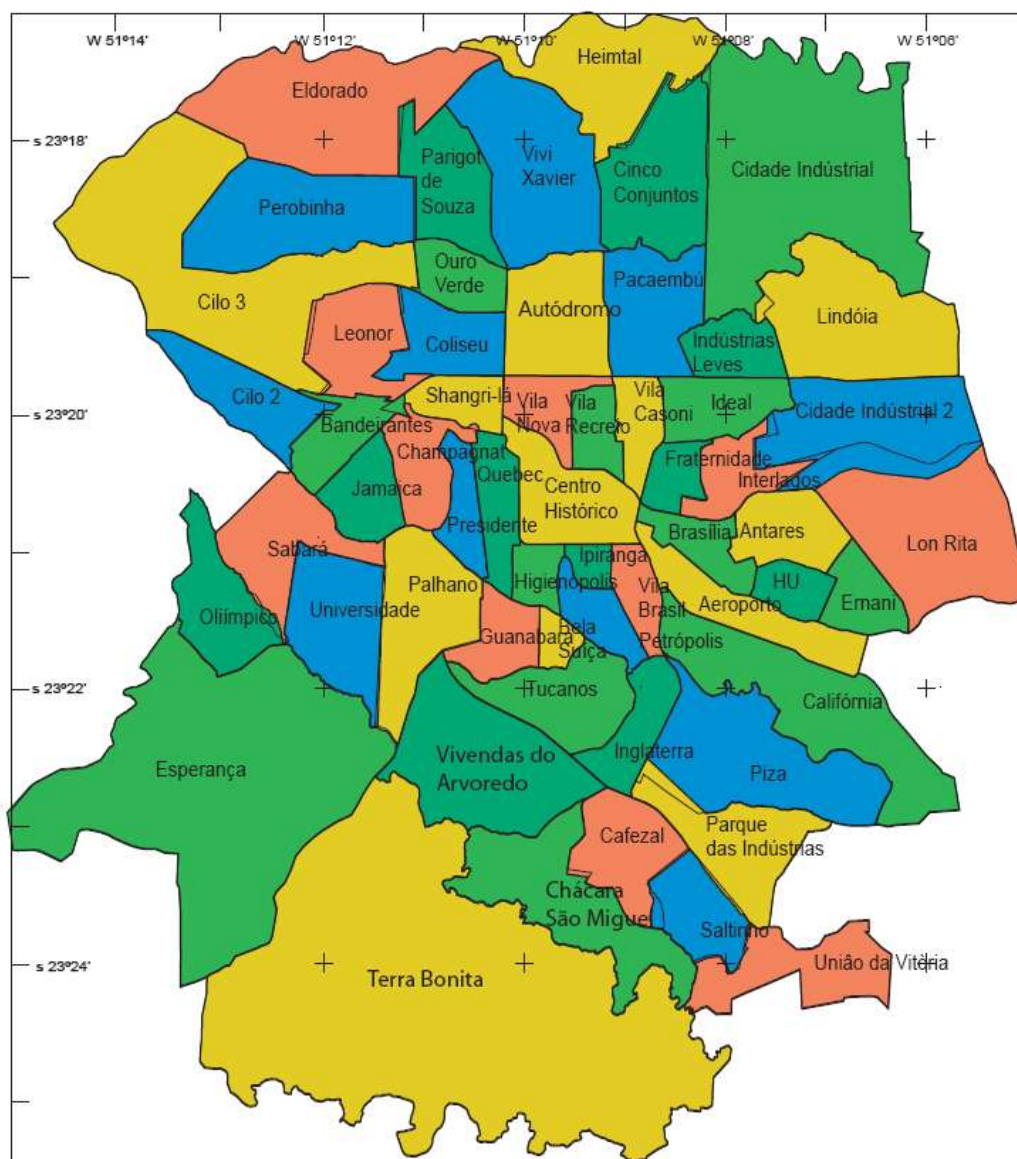 W 51º14'
W 51º12'
W 51º10'
W 51º08'
W 51º06'
Heimtal
Eldorado
s 23º18'
Parigot
de
Souza
Vivi
Xavier
Cinco
Conjuntos
Cidade Indústrial
Perobinha
Ouro
Verde
Pacaembú
Cilo 3
Autódromo
Lindóia
Leonor
Coliseu
Indústrias
Leves
Cilo 2
Shangri-lá
Vila
Nova
Vila
Recreio
Vila
Casoni
Ideal
Cidade Indústrial 2
s 23º20'
Bandeirantes
Champagnat
Quebec
Fraternidade
Interlados
Jamaica
Centro
Histórico
Presidente
Brasília
Antares
Lon Rita
Sabará
Ipiranga
Palhano
Higienópolis
Vila
Brasil
HU
Aeroporto
Ernani
Olíímpico
Universidade
Guanabara
Bela
Suíça
Petrópolis
s 23º22'
Tucanos
Califórnia
Vivendas do
Arvoredo
Inglaterra
Esperança
Piza
Cafezal
Parque
das Indústrias
Chácara
São Miguel
Saltinho
s 23º24'
Terra Bonita
União da Vitèria